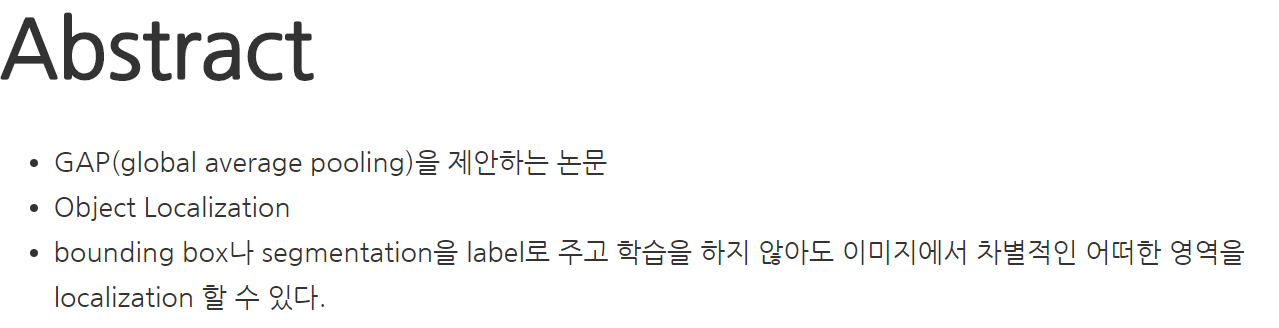 Abstract
• GAP(global average pooling)을 제안하는 논문
• Object Localization
• bounding box나 segmentation을 label로 주고 학습을 하지 않아도 이미지에서 차별적인 어떠한 영역을
localization 할 수 있다.